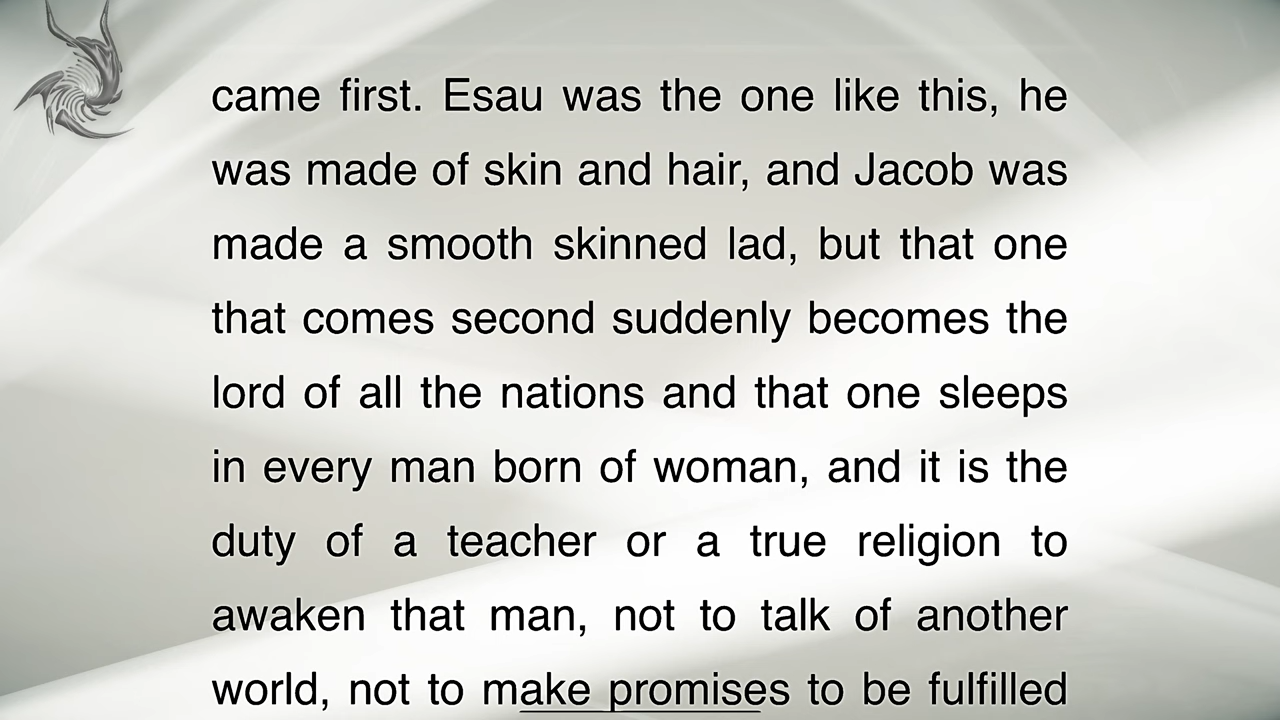 came first. Esau was the one like this, he
was made of skin and hair, and Jacob was
made a smooth skinned lad, but that one
that comes second suddenly becomes the
lord of all the nations and that one sleeps
in every man born of woman, and it is the
duty of a teacher or a true religion to
awaken that man, not to talk of another
world, not to make promises to be fulfilled